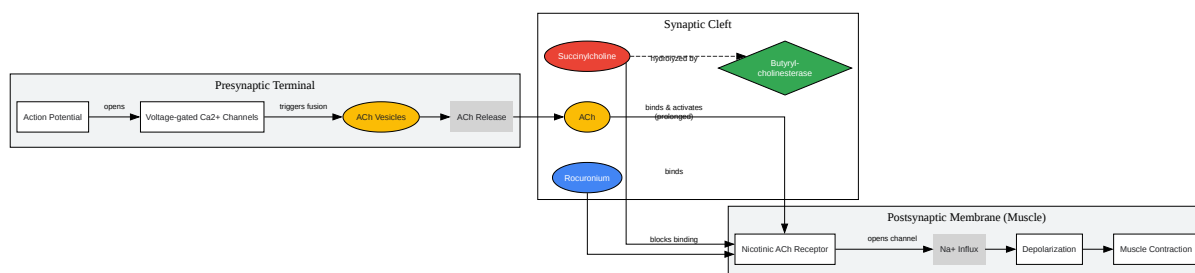 Synaptic Cleft
Succinylcholine
hydrolyzed by
Butyryl-
cholinesterase
Presynaptic Terminal
Action Potential
opens
Voltage-gated Ca2+ Channels
triggers fusion
ACh Vesicles
ACh Release
ACh
binds & activates
(prolonged)
Rocuronium
binds
Postsynaptic Membrane (Muscle)
blocks binding
Nicotinic ACh Receptor
opens channel
Na+ Influx
Depolarization
Muscle Contraction